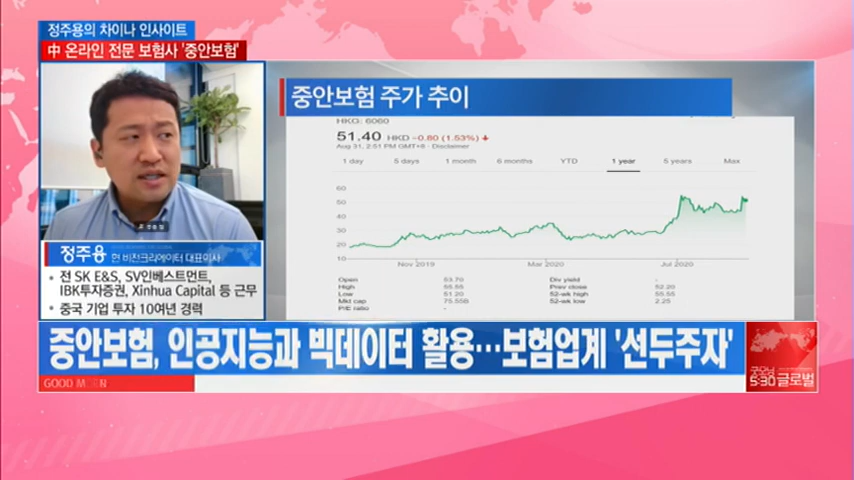 정주용의 차이나 인사이트
中 온라인 전문 보험사 '중안보험'
중안보험 주가 추이
HKG: 6060
51.40 HKD −0.80 (1.53%)
Aug 31, 2:51 PM GMT+8 · Disclaimer
1 day 5 days 1 month 6 months YTD 1 year 5 years Max
60
50
40
30
20
10
Nov 2019 Mar 2020 Jul 2020
Open 53.70 Div yield -
High 55.55 Prev close 52.20
Low 51.20 52-wk high 55.55
Mkt cap 75.55B 52-wk low 2.25
P/E ratio -
정주용
현 비전크리에이터 대표이사
• 전 SK E&S, SV인베스트먼트,
IBK투자증권, Xinhua Capital 등 근무
• 중국 기업 투자 10여년 경력
중안보험, 인공지능과 빅데이터 활용…보험업계 '선두주자'
굿모닝
5:30 글로벌